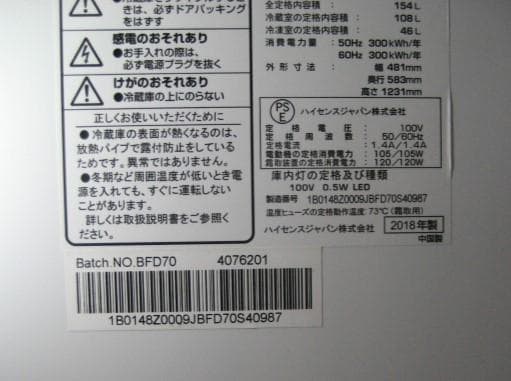 きは、必ずドアパッキング
をはずす
感電のおそれあり
●お手入れの際は、
必ず電源プラグを抜く
けがのおそれあり
●冷蔵庫の上にのらない
正しくお使いいただくために
●冷蔵庫の表面が熱くなるのは、
放熱パイプで露付防止をしている
ためです。異常ではありません。
●冬期など周囲温度が低いとき電
源を入れても、すぐに運転しない
ことがあります。
詳しくは取扱説明書をご参照く
ださい。
全定格内容積： 154L
冷蔵室の定格内容積： 108L
冷凍室の定格内容積： 46L
消費電力量： 50Hz 300kWh/年
60Hz 300kWh/年
外形寸法： 幅 481mm
奥行 583mm
高さ 1231mm
PSE ハイセンスジャパン株式会社
定格電圧： 100V
定格周波数： 50/60Hz
定格電流： 1.4A/1.4A
電動機の定格消費電力： 105/105W
霜取装置の定格消費電力： 120/120W
庫内灯の定格及び種類
100V 0.5W LED
製造番号 1B0148Z0009JBFD70S40987
温度ヒューズの定格動作温度：73℃（霜取用）
ハイセンスジャパン株式会社 2018年製
中国製
Batch.NO.BFD70 4076201
1B0148Z0009JBFD70S40987